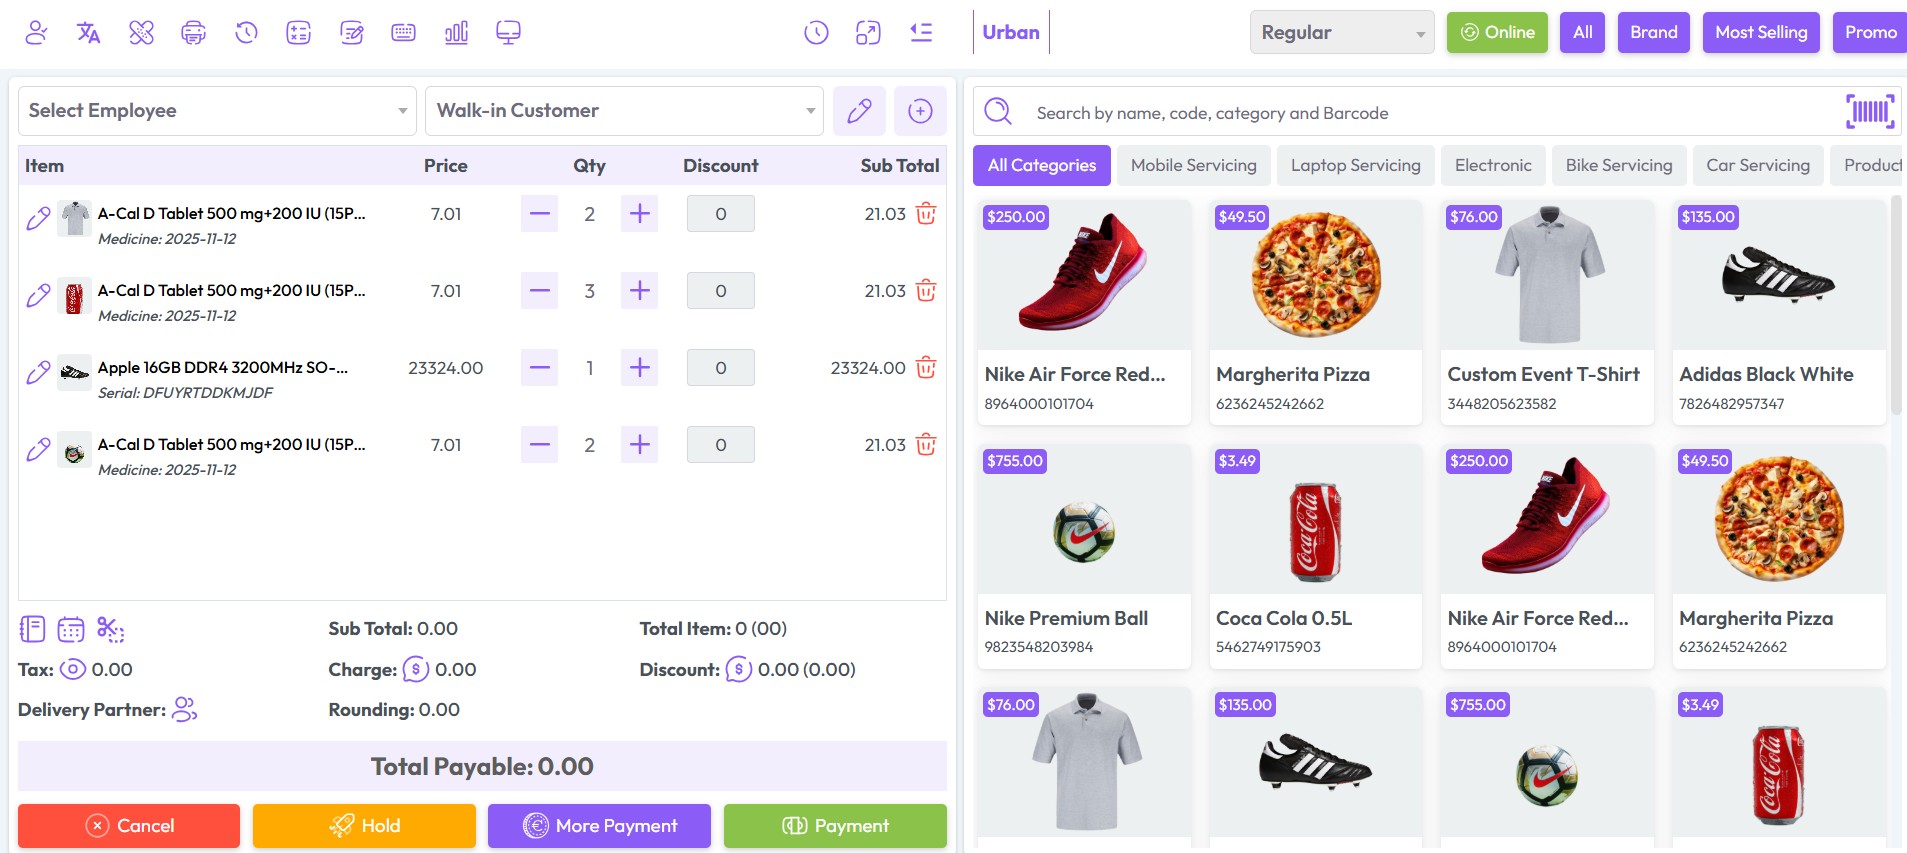 Urban
Regular
Online
All
Brand
Most Selling
Promo
Select Employee
Walk-in Customer
Item Price Qty Discount Sub Total
A-Cal D Tablet 500 mg+200 IU (15P... 7.01 2 0 21.03
Medicine: 2025-11-12
A-Cal D Tablet 500 mg+200 IU (15P... 7.01 3 0 21.03
Medicine: 2025-11-12
Apple 16GB DDR4 3200MHz SO-... 23324.00 1 0 23324.00
Serial: DFUYRTDDKMJDF
A-Cal D Tablet 500 mg+200 IU (15P... 7.01 2 0 21.03
Medicine: 2025-11-12
Sub Total: 0.00 Total Item: 0 (00)
Tax: 0.00 Charge: 0.00 Discount: 0.00 (0.00)
Delivery Partner: Rounding: 0.00
Total Payable: 0.00
Cancel
Hold
More Payment
Payment
Search by name, code, category and Barcode
All Categories
Mobile Servicing
Laptop Servicing
Electronic
Bike Servicing
Car Servicing
Product
$250.00 $49.50 $76.00 $135.00
Nike Air Force Red... Margherita Pizza Custom Event T-Shirt Adidas Black White
8964000101704 6236245242662 3448205623582 7826482957347
$755.00 $3.49 $250.00 $49.50
Coca-Cola
Nike Premium Ball Coca Cola 0.5L Nike Air Force Red... Margherita Pizza
9823548203984 5462749175903 8964000101704 6236245242662
$76.00 $135.00 $755.00 $3.49
Coca-Cola